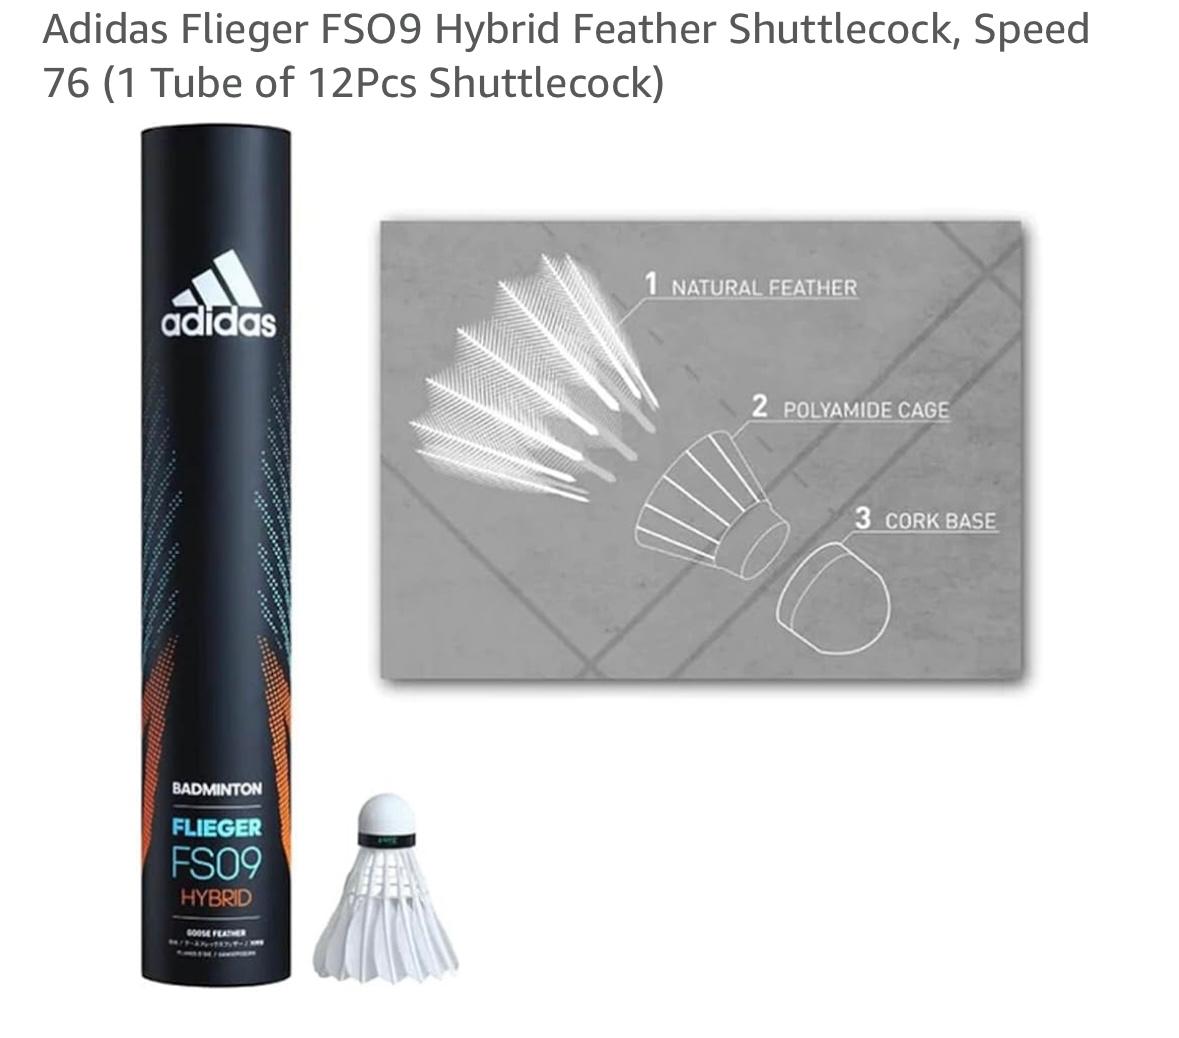 Adidas Flieger FSO9 Hybrid Feather Shuttlecock, Speed
76 (1 Tube of 12Pcs Shuttlecock)
adidas
1 NATURAL FEATHER
2 POLYAMIDE CAGE
3 CORK BASE
BADMINTON
FLIEGER
FS09
HYBRID
GOOSE FEATHER